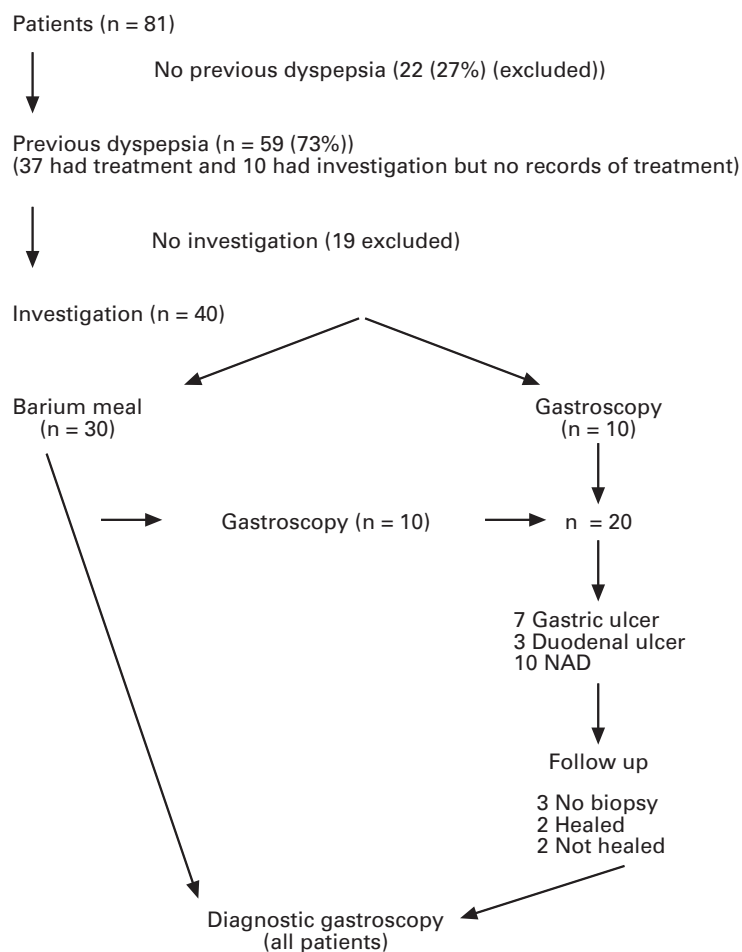 Patients (n = 81)
No previous dyspepsia (22 (27%) (excluded))
Previous dyspepsia (n = 59 (73%))
(37 had treatment and 10 had investigation but no records of treatment)
No investigation (19 excluded)
Investigation (n = 40)
Barium meal
(n = 30)
Gastroscopy
(n = 10)
Gastroscopy (n = 10)
n = 20
7 Gastric ulcer
3 Duodenal ulcer
10 NAD
Follow up
3 No biopsy
2 Healed
2 Not healed
Diagnostic gastroscopy
(all patients)